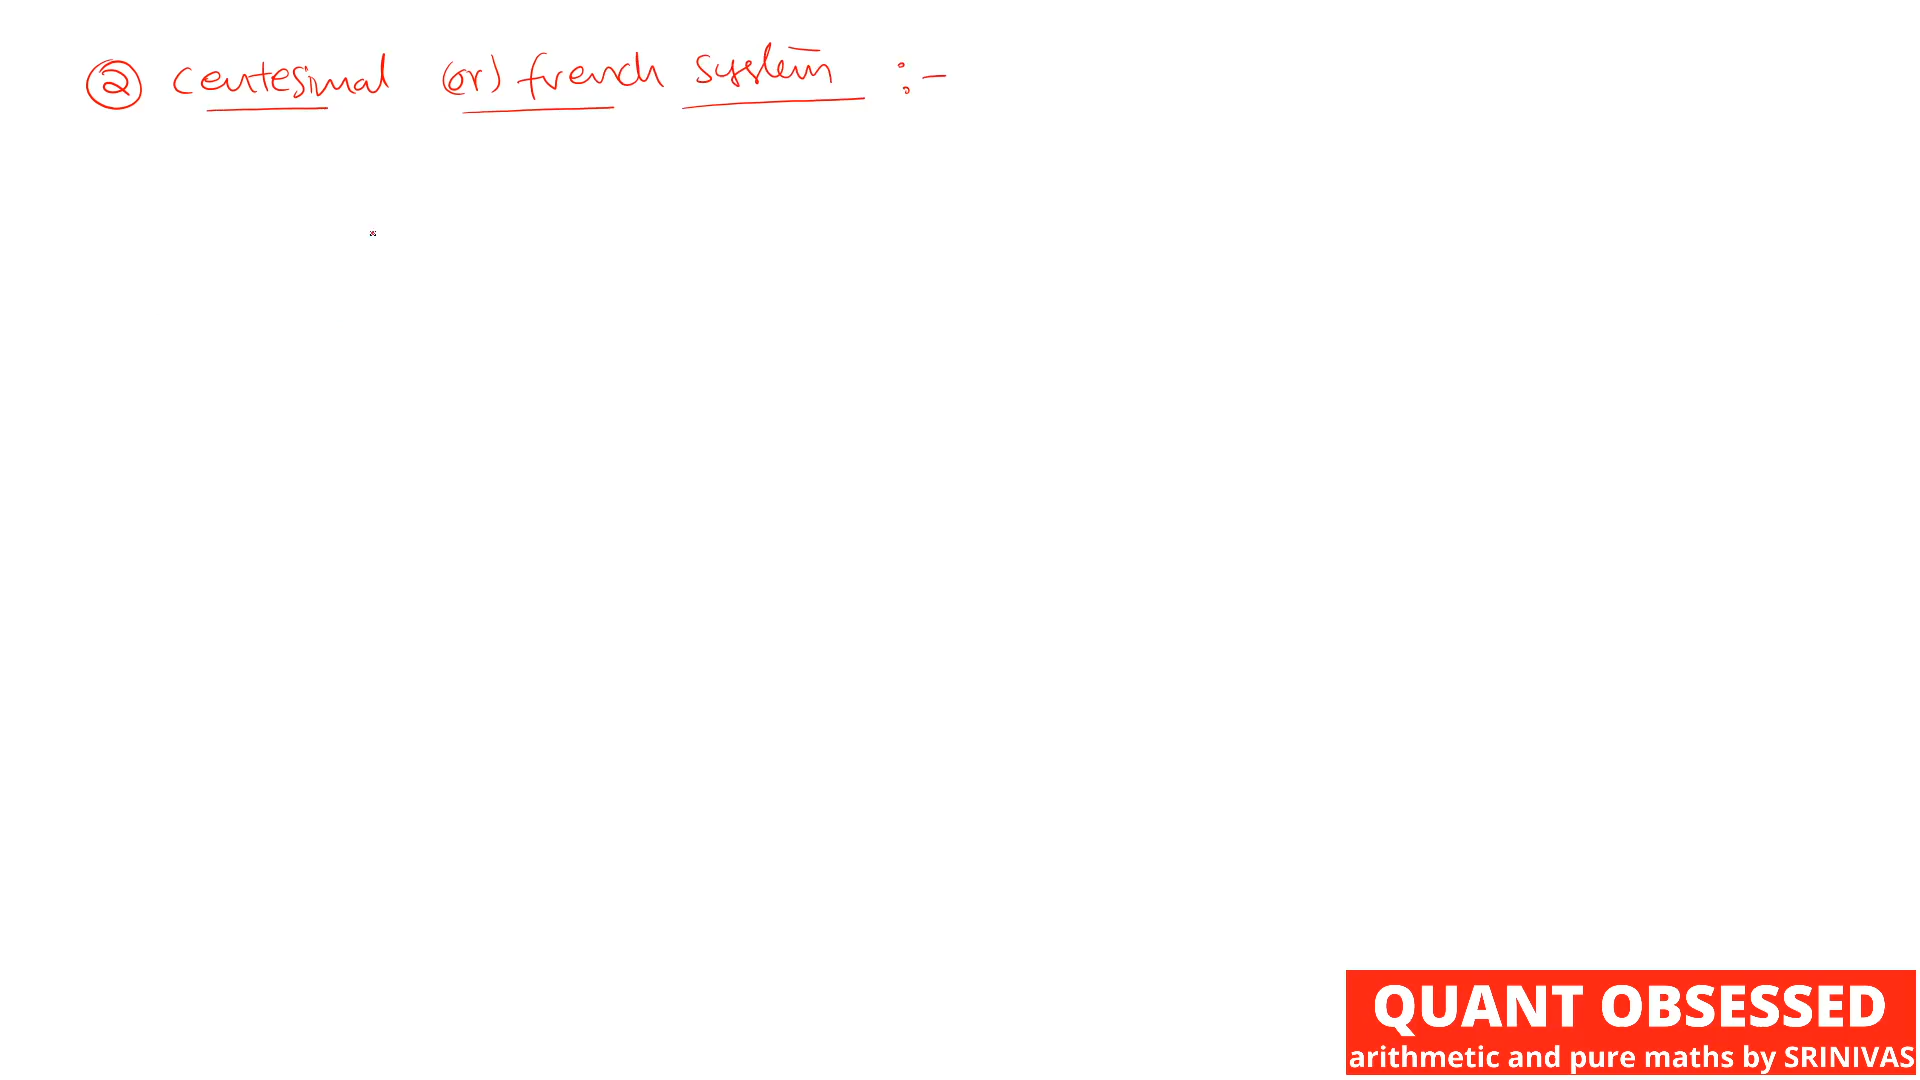 ② centesimal (or) french system :-
QUANT OBSESSED
arithmetic and pure maths by SRINIVAS